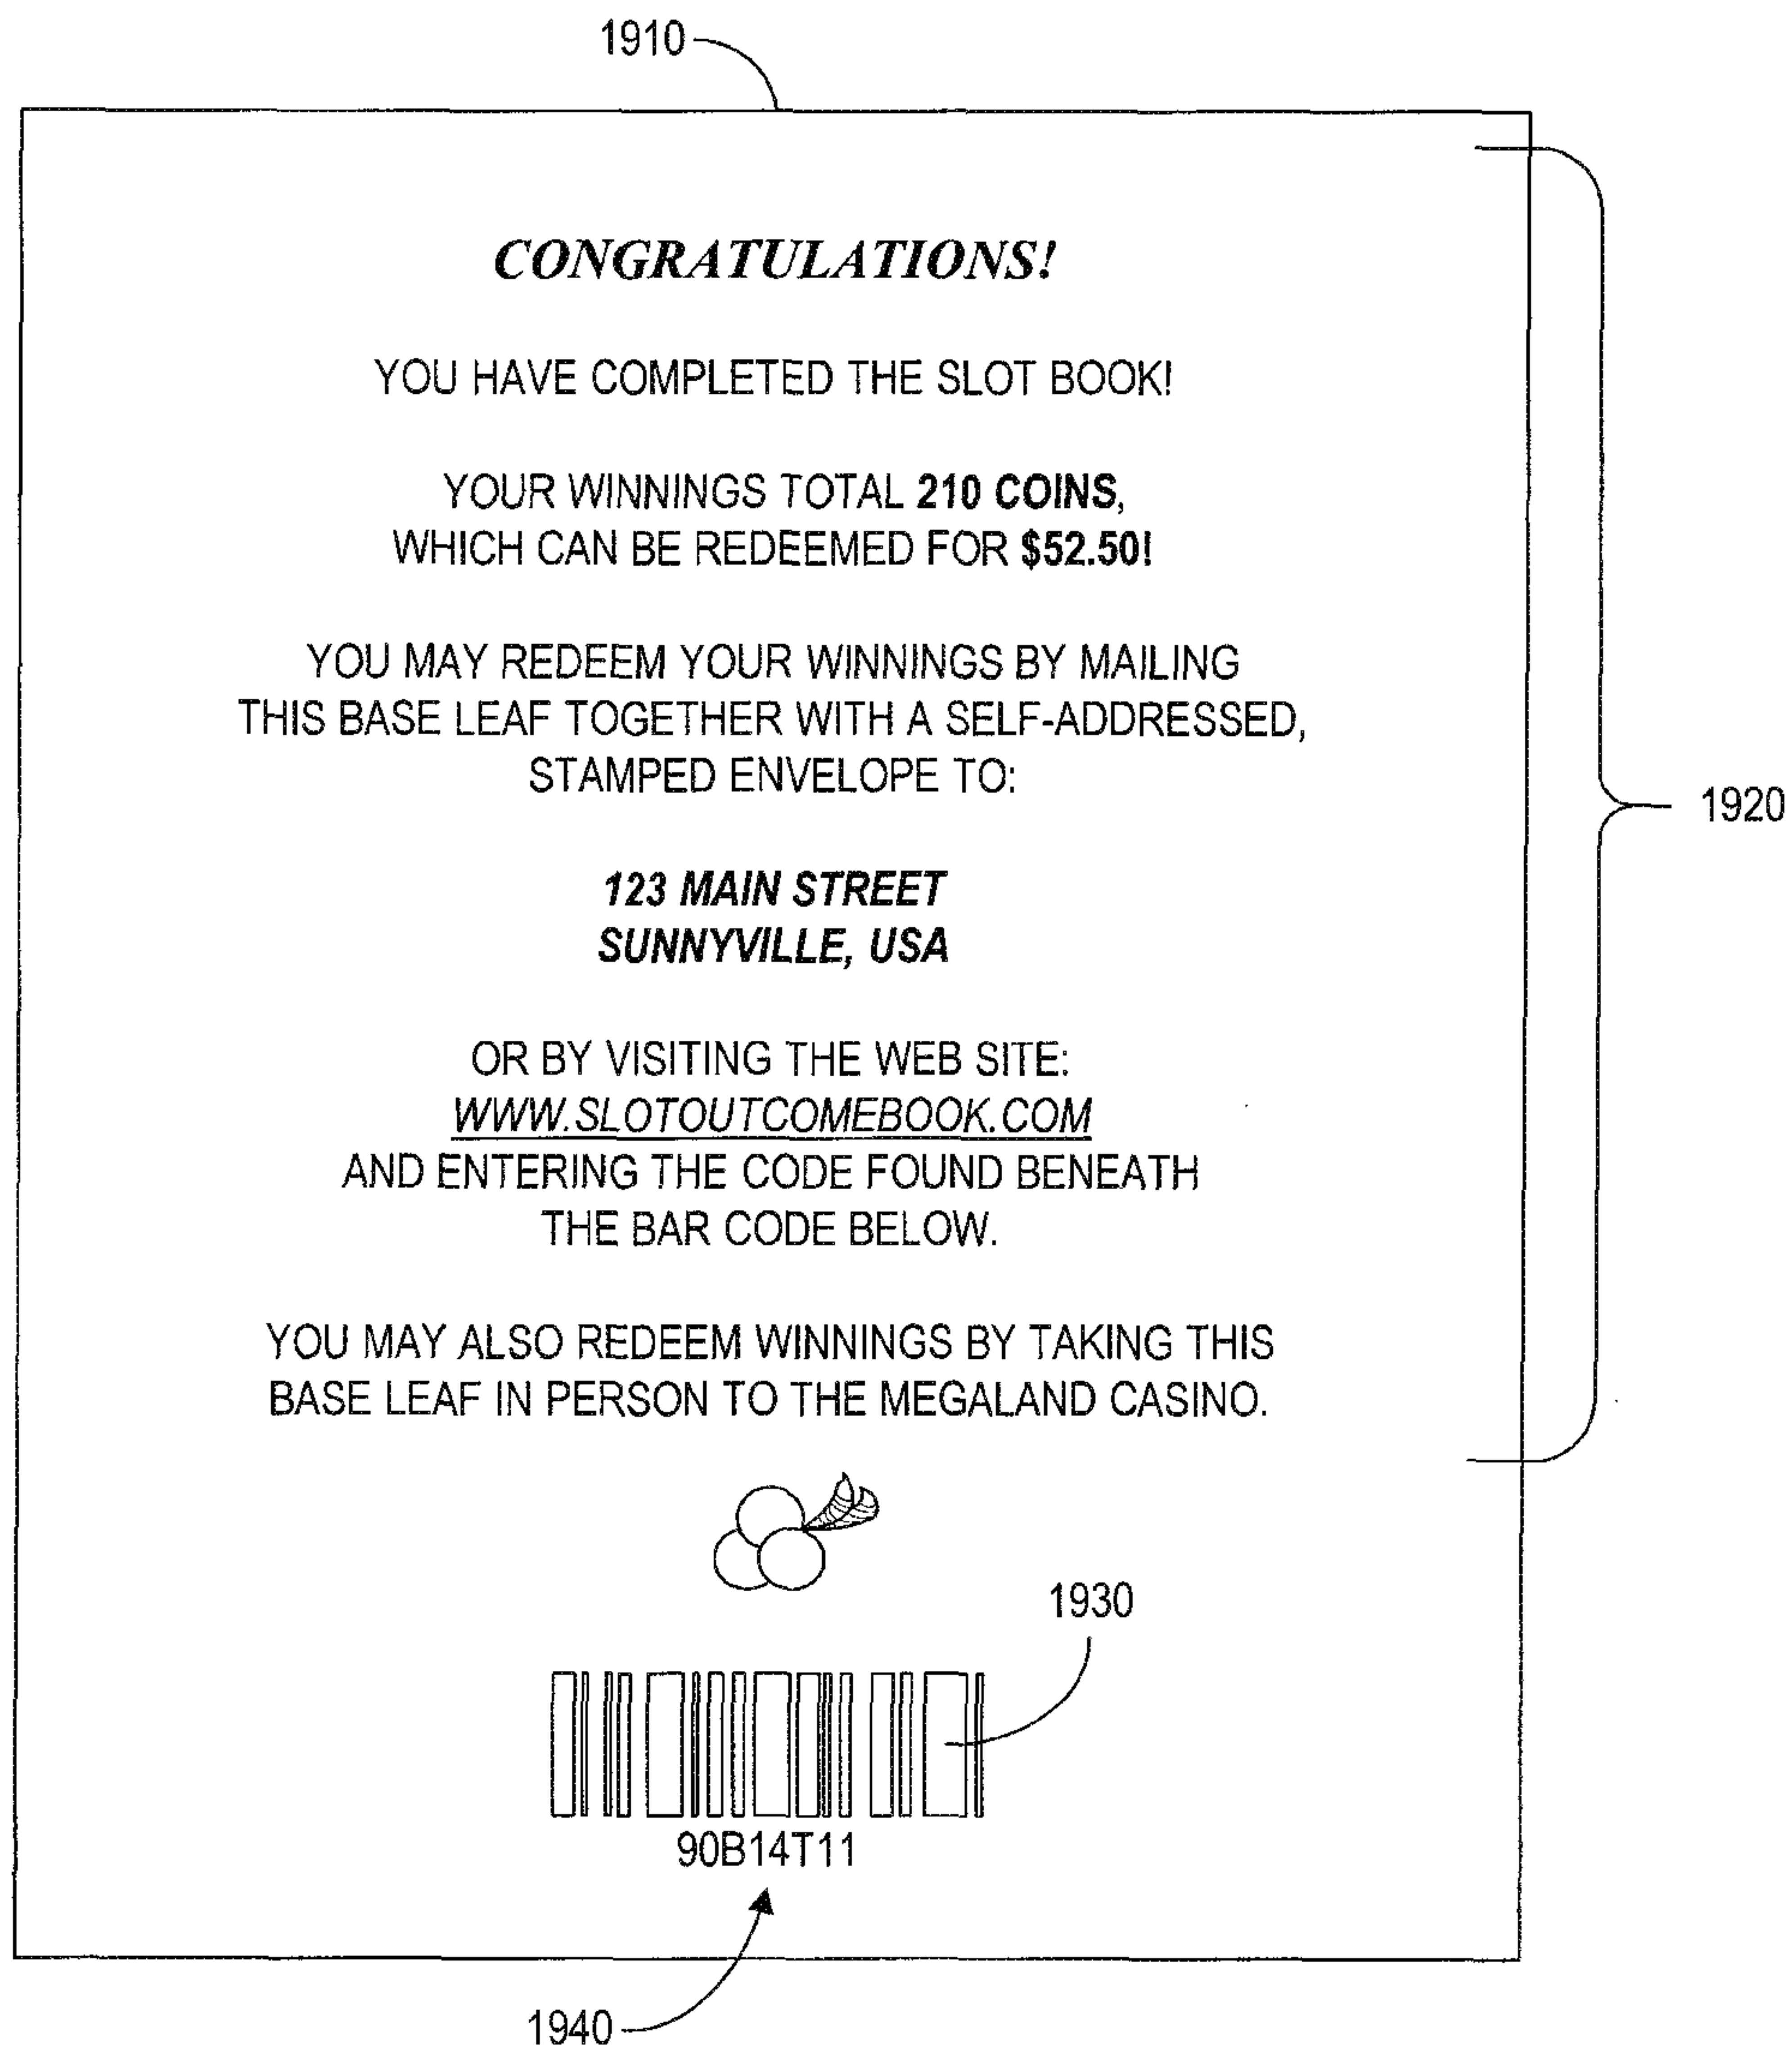 1910
CONGRATULATIONS!
YOU HAVE COMPLETED THE SLOT BOOK!
YOUR WINNINGS TOTAL 210 COINS,
WHICH CAN BE REDEEMED FOR $52.50!
YOU MAY REDEEM YOUR WINNINGS BY MAILING
THIS BASE LEAF TOGETHER WITH A SELF-ADDRESSED,
STAMPED ENVELOPE TO:
1920
123 MAIN STREET
SUNNYVILLE, USA
OR BY VISITING THE WEB SITE:
WWW.SLOTOUTCOMEBOOK.COM
AND ENTERING THE CODE FOUND BENEATH
THE BAR CODE BELOW.
YOU MAY ALSO REDEEM WINNINGS BY TAKING THIS
BASE LEAF IN PERSON TO THE MEGALAND CASINO.
1930
90B14T11
1940